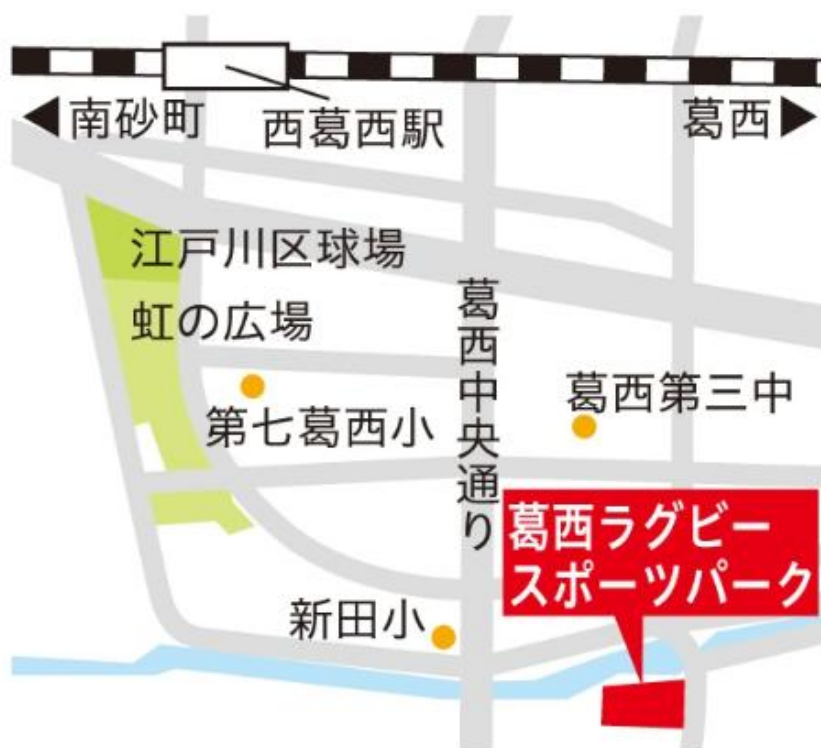 ◀南砂町
西葛西駅
葛西▶
江戸川区球場
虹の広場
葛西中央通り
第七葛西小
葛西第三中
葛西ラグビー
スポーツパーク
新田小